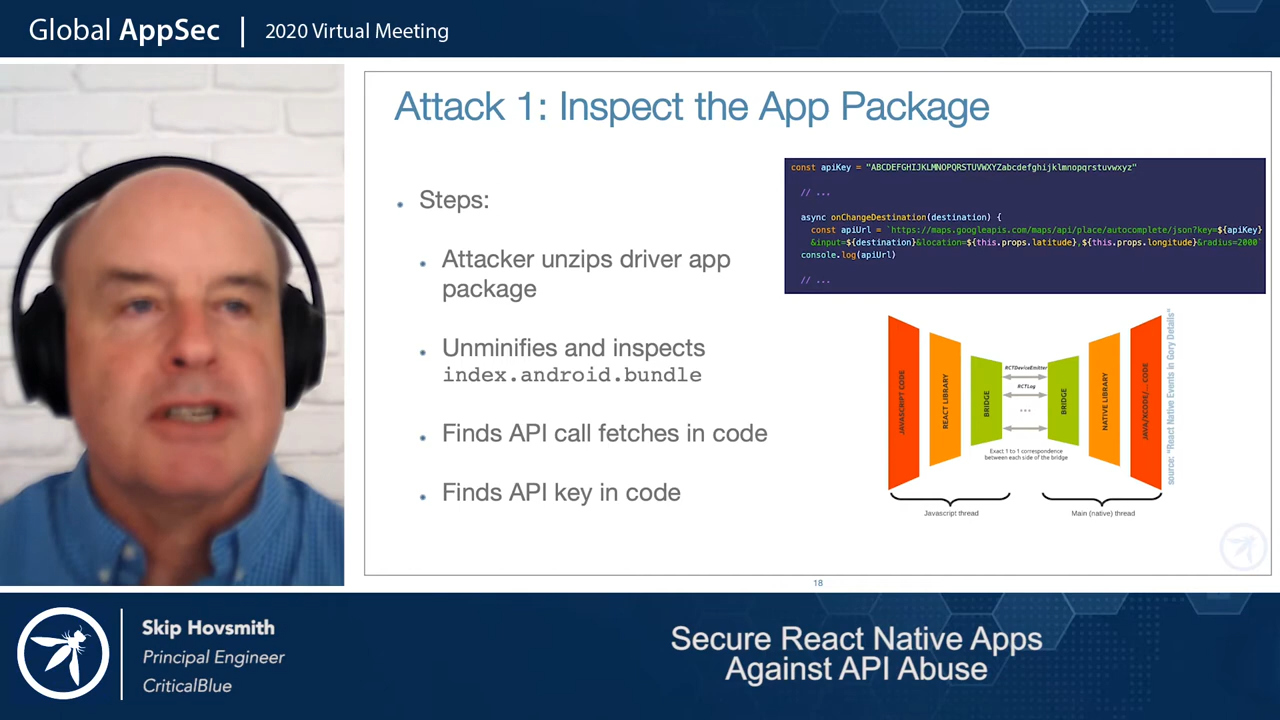 Global AppSec | 2020 Virtual Meeting
Attack 1: Inspect the App Package
Steps:
Attacker unzips driver app
package
Unminifies and inspects
index.android.bundle
Finds API call fetches in code
Finds API key in code
const apiKey = "ABCDEFGHIJKLMNOPQRSTUVWXYZabcdefghijklmnopqrstuvwxyz"
// ...
async onChangeDestination(destination) {
const apiUrl = `https://maps.googleapis.com/maps/api/place/autocomplete/json?key=${apiKey}
&input=${destination}&location=${this.props.latitude},${this.props.longitude}&radius=2000`
console.log(apiUrl)
// ...
JAVASCRIPT CODE
REACT LIBRARY
BRIDGE
RCTDeviceEmitter
RCTLog
...
BRIDGE
NATIVE LIBRARY
JAVA/XCODE/... CODE
source: "React Native Events in Gory Details"
Exact 1 to 1 correspondence
between each side of the bridge
Javascript thread
Main (native) thread
18
Skip Hovsmith
Principal Engineer
CriticalBlue
Secure React Native Apps
Against API Abuse